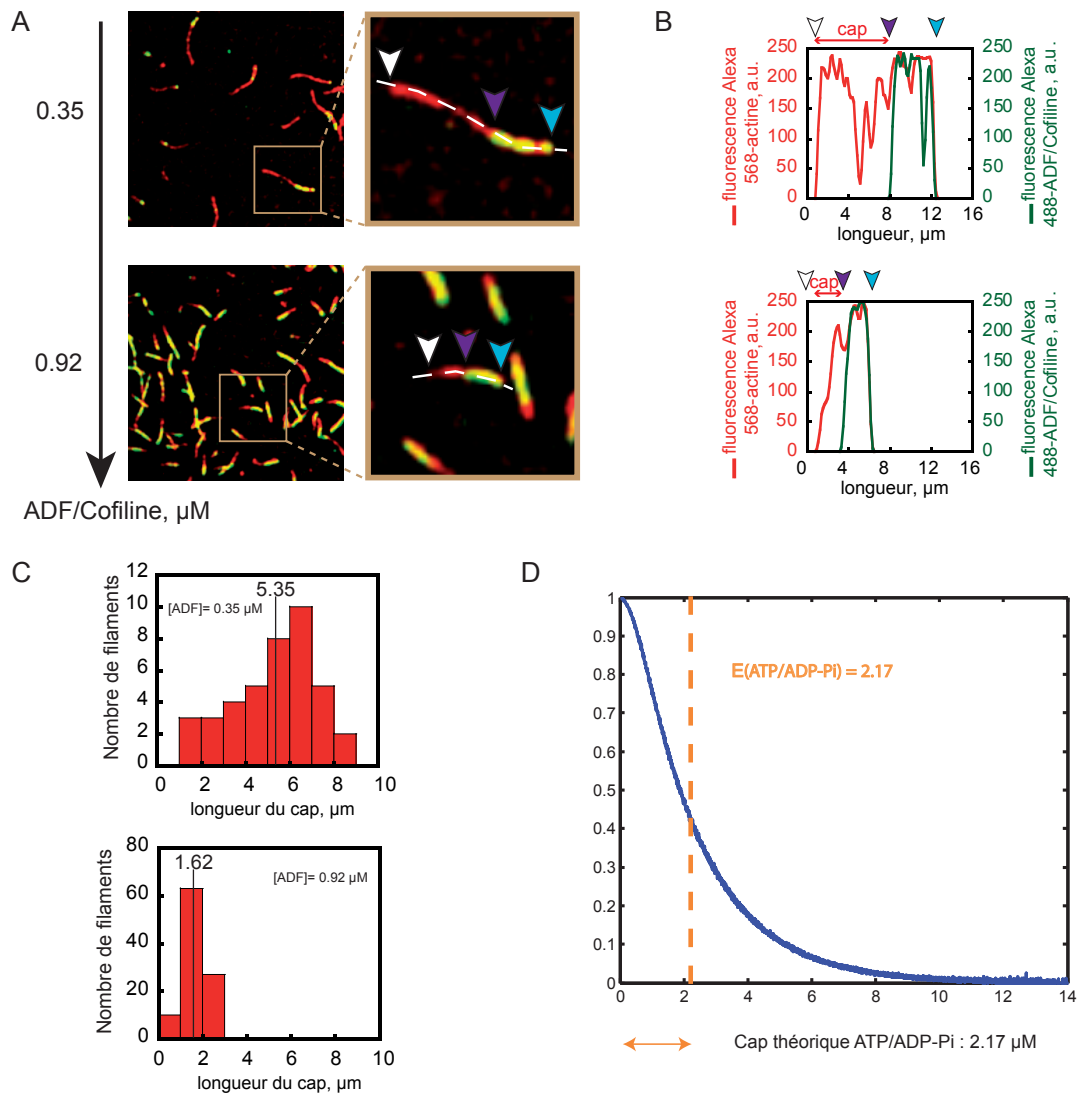 A
0.35
0.92
ADF/Cofiline, µM
B
cap
250
200
150
100
50
0
fluorescence Alexa
568-actine, a.u.
250
200
150
100
50
0
fluorescence Alexa
488-ADF/Cofiline, a.u.
0 4 8 12 16
longueur, µm
cap
250
200
150
100
50
0
fluorescence Alexa
568-actine, a.u.
250
200
150
100
50
0
fluorescence Alexa
488-ADF/Cofiline, a.u.
0 4 8 12 16
longueur, µm
C
12
10
8
6
4
2
0
Nombre de filaments
5.35
[ADF]= 0.35 µM
0 2 4 6 8 10
longueur du cap, µm
80
60
40
20
0
Nombre de filaments
1.62
[ADF]= 0.92 µM
0 2 4 6 8 10
longueur du cap, µm
D
1
0.9
0.8
0.7
0.6
0.5
0.4
0.3
0.2
0.1
0
E(ATP/ADP-Pi) = 2.17
0 2 4 6 8 10 12 14
Cap théorique ATP/ADP-Pi : 2.17 µM